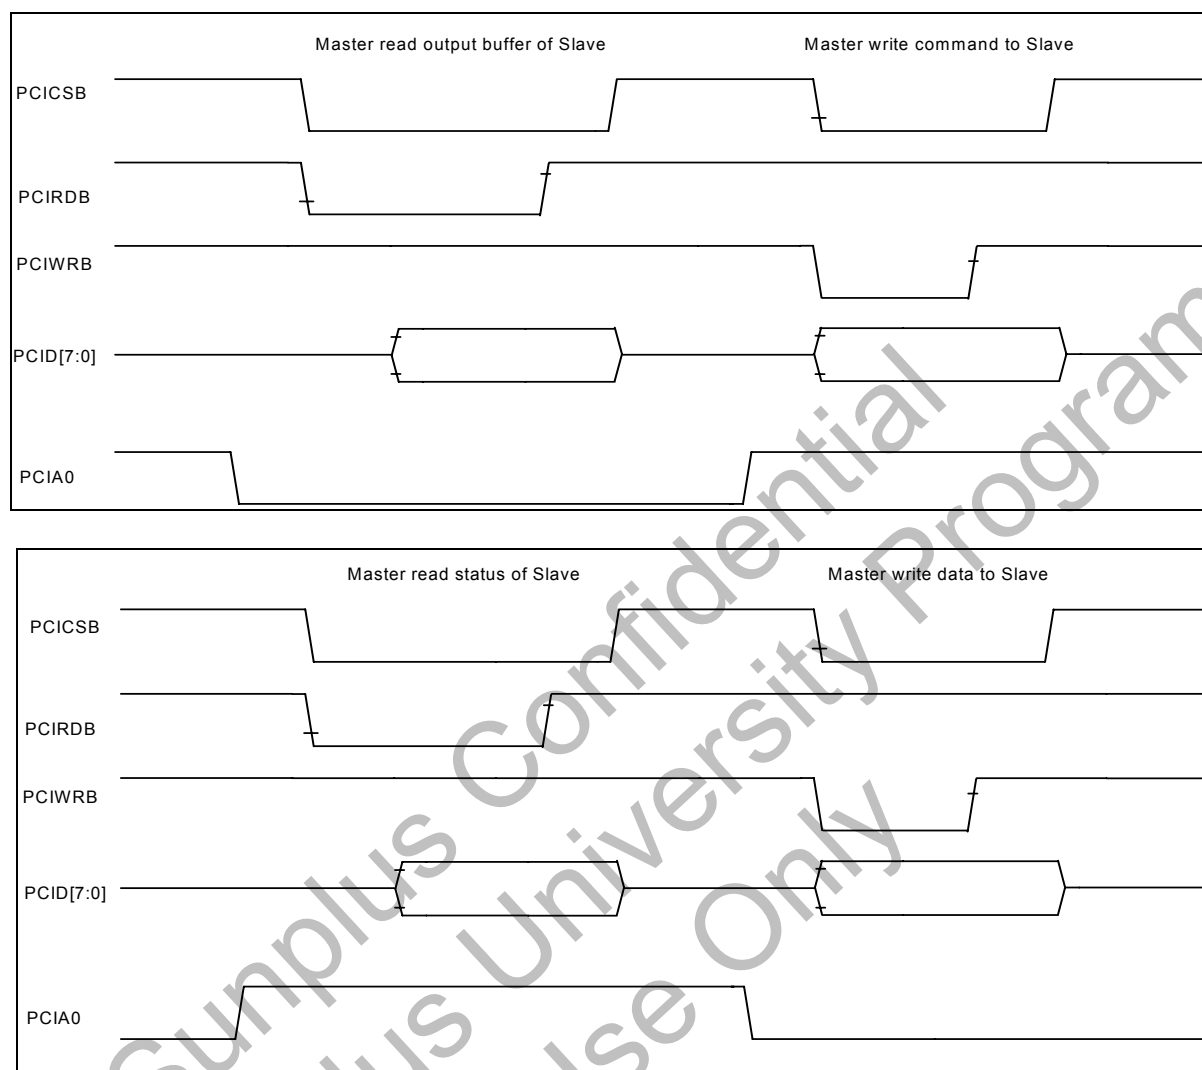 Master read output buffer of Slave
Master write command to Slave
PCICSB
PCIRDB
PCIWRB
PCID[7:0]
PCIA0
Master read status of Slave
Master write data to Slave
PCICSB
PCIRDB
PCIWRB
PCID[7:0]
PCIA0
Sunplus Confidential
University Program
Use Only